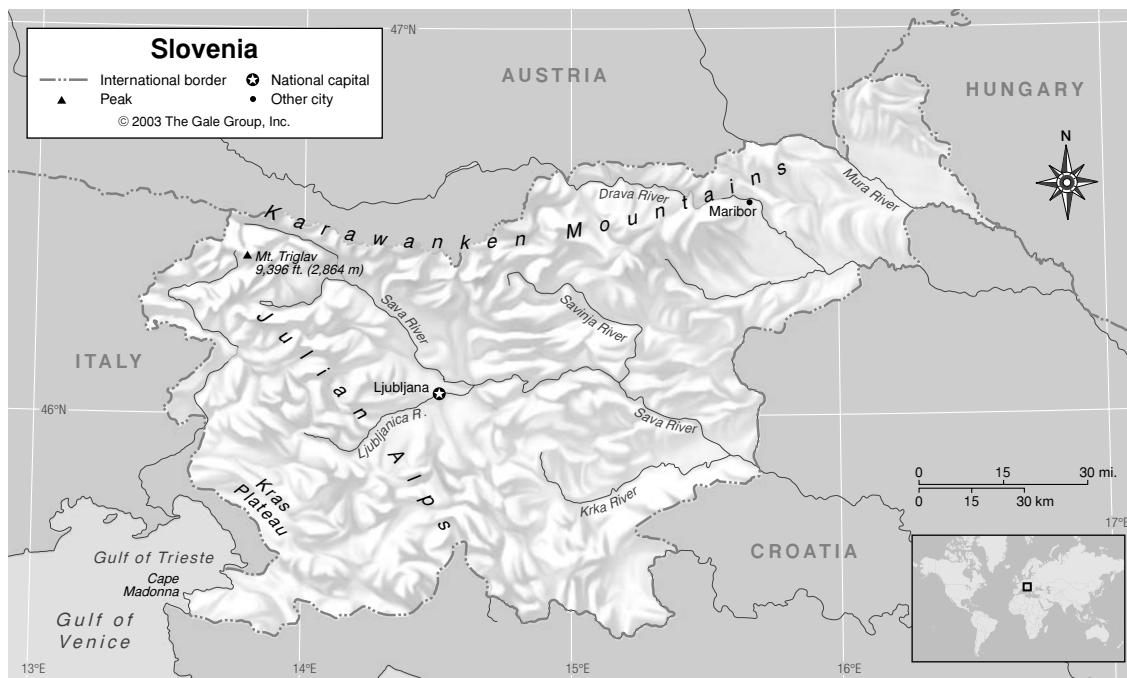 47°N
Slovenia
International border
National capital
Peak
Other city
© 2003 The Gale Group, Inc.
AUSTRIA
HUNGARY
N
Karawanken Mountains
Drava River
Maribor
Mura River
Mt. Triglav
9,396 ft. (2,864 m)
Sava River
Savinja River
Julian Alps
ITALY
Ljubljana
46°N
Ljubljanica R.
Sava River
Krka River
Kras
Plateau
0 15 30 mi.
0 15 30 km
17°E
CROATIA
Gulf of Trieste
Cape
Madonna
Gulf of
Venice
13°E
14°E
15°E
16°E